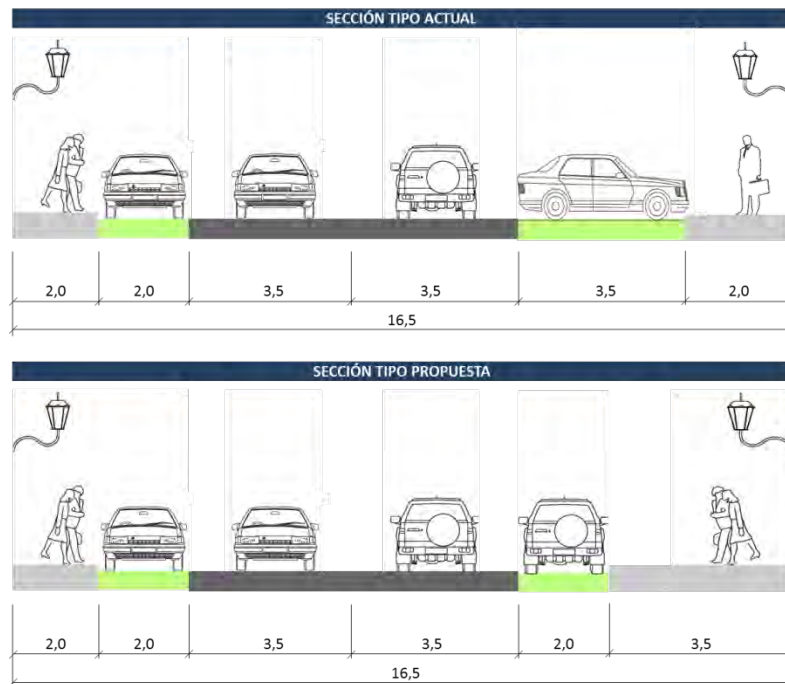 SECCIÓN TIPO ACTUAL
2,0 2,0 3,5 3,5 3,5 2,0
16,5
SECCIÓN TIPO PROPUESTA
2,0 2,0 3,5 3,5 2,0 3,5
16,5